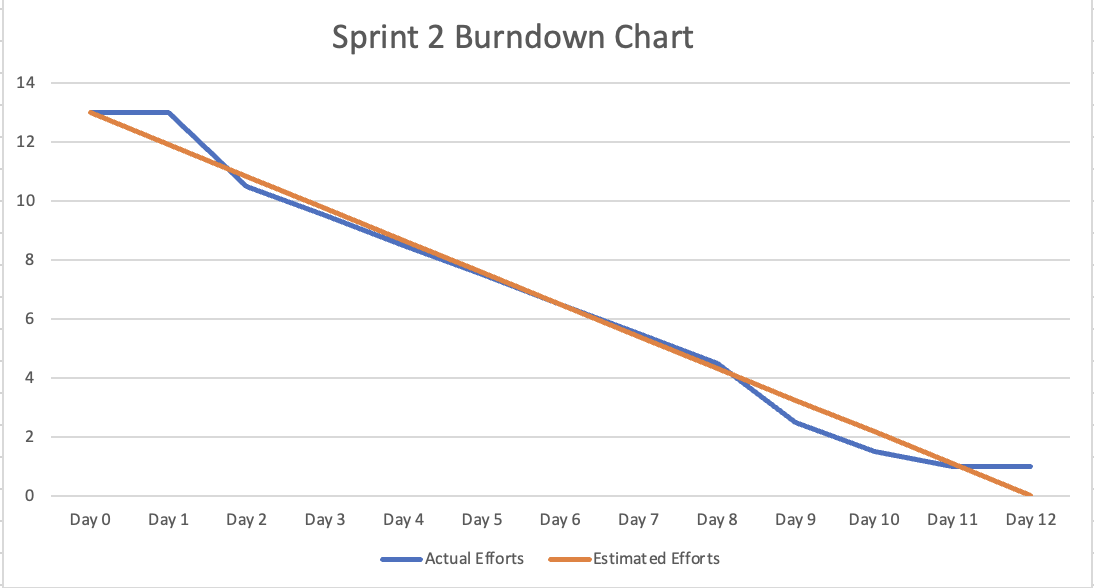 Sprint 2 Burndown Chart
14
12
10
8
6
4
2
0
Day 0 Day 1 Day 2 Day 3 Day 4 Day 5 Day 6 Day 7 Day 8 Day 9 Day 10 Day 11 Day 12
Actual Efforts Estimated Efforts